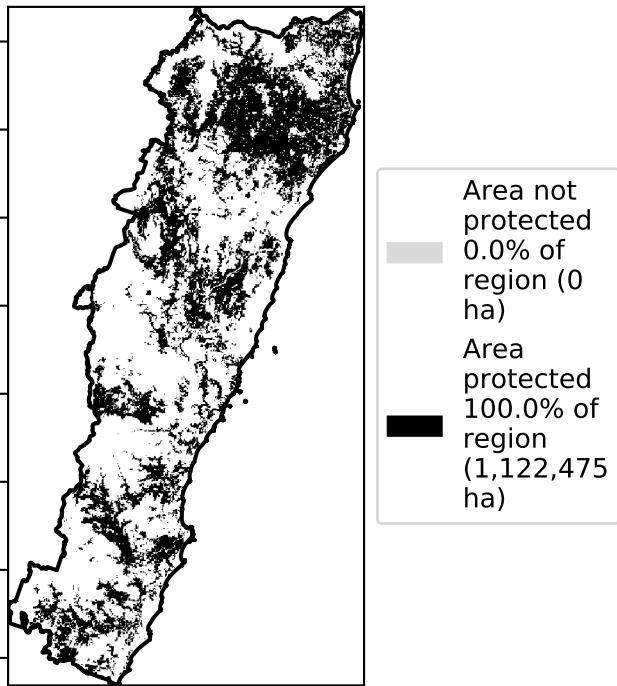 Area not
protected
0.0% of
region (0
ha)
Area
protected
100.0% of
region
(1,122,475
ha)